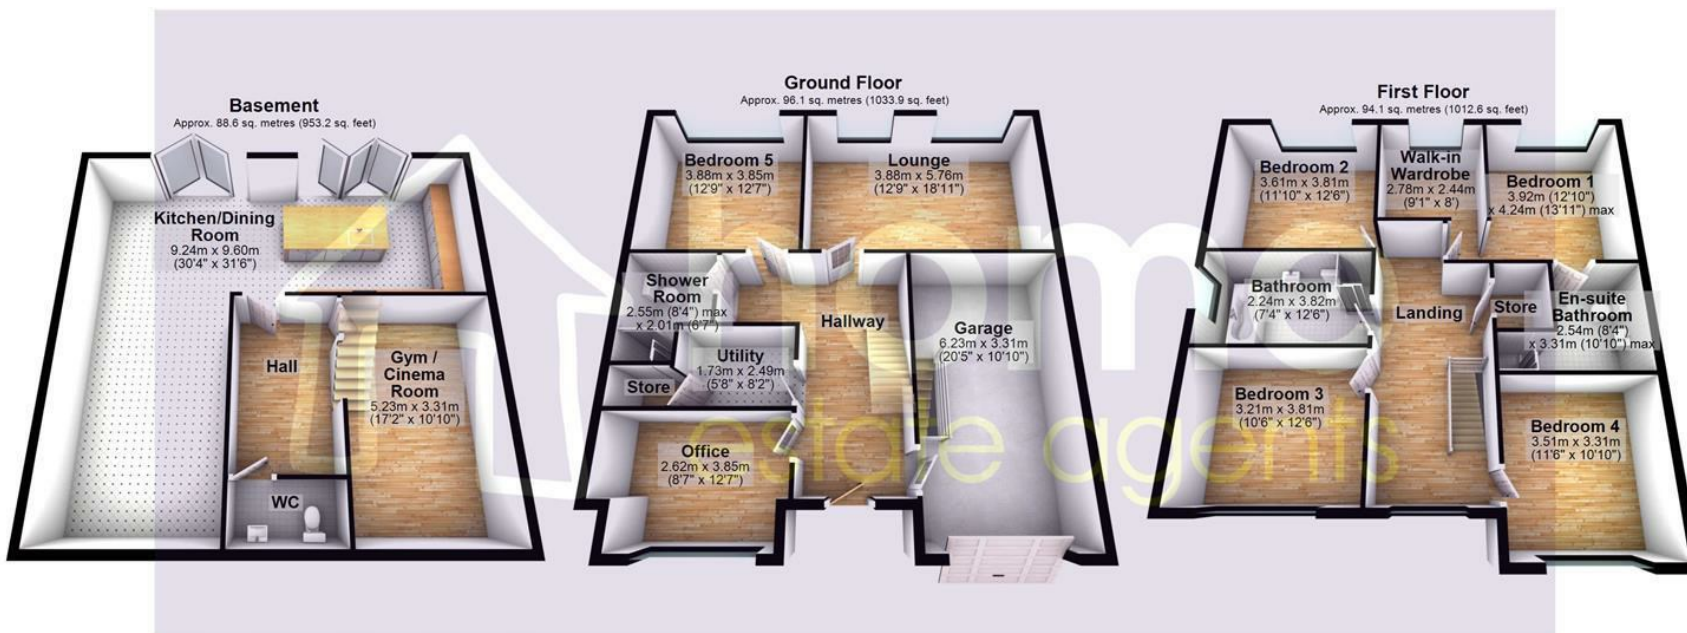 Basement
Approx. 88.6 sq. metres (953.2 sq. feet)
Kitchen/Dining
Room
9.24m x 9.60m
(30'4" x 31'6")
Hall
Gym /
Cinema
Room
5.23m x 3.31m
(17'2" x 10'10")
WC
Ground Floor
Approx. 96.1 sq. metres (1033.9 sq. feet)
Bedroom 5
3.88m x 3.85m
(12'9" x 12'7")
Lounge
3.88m x 5.76m
(12'9" x 18'11")
Shower
Room
2.55m (8'4") max
x 2.01m (6'7")
Hallway
Garage
6.23m x 3.31m
(20'5" x 10'10")
Utility
1.73m x 2.49m
(5'8" x 8'2")
Store
Office
2.62m x 3.85m
(8'7" x 12'7")
First Floor
Approx. 94.1 sq. metres (1012.6 sq. feet)
Bedroom 2
3.61m x 3.81m
(11'10" x 12'6")
Walk-in
Wardrobe
2.78m x 2.44m
(9'1" x 8')
Bedroom 1
3.92m (12'10")
x 4.24m (13'11") max
Bathroom
2.24m x 3.82m
(7'4" x 12'6")
Landing
Store
En-suite
Bathroom
2.54m (8'4")
x 3.31m (10'10") max
Bedroom 3
3.21m x 3.81m
(10'6" x 12'6")
Bedroom 4
3.51m x 3.31m
(11'6" x 10'10")
home
estate agents